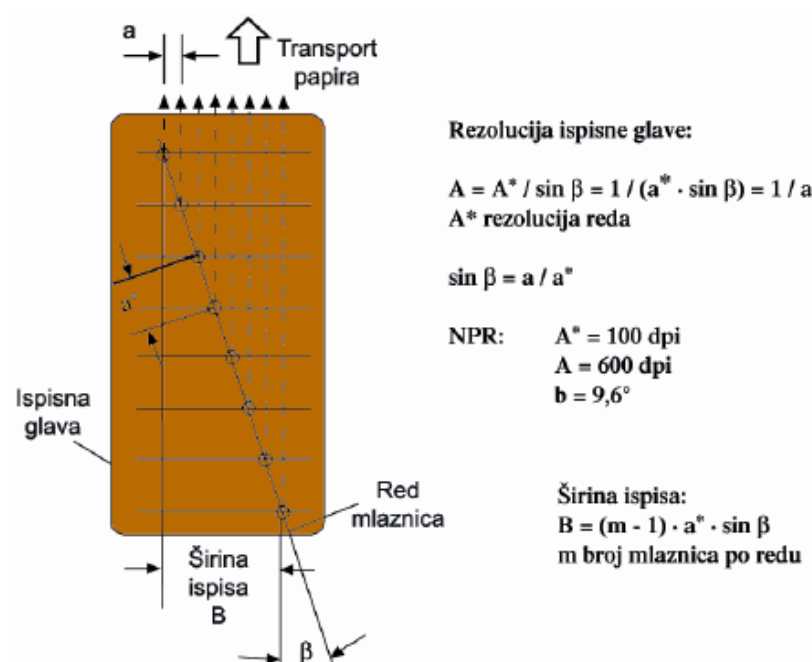 a
Transport
papira
Rezolucija ispisne glave:
A = A* / sin β = 1 / (a* · sin β) = 1 / a
A* rezolucija reda
sin β = a / a*
NPR: A* = 100 dpi
A = 600 dpi
b = 9,6°
a*
Ispisna
glava
Red
mlaznica
Širina
ispisa
B
β
Širina ispisa:
B = (m - 1) · a* · sin β
m broj mlaznica po redu